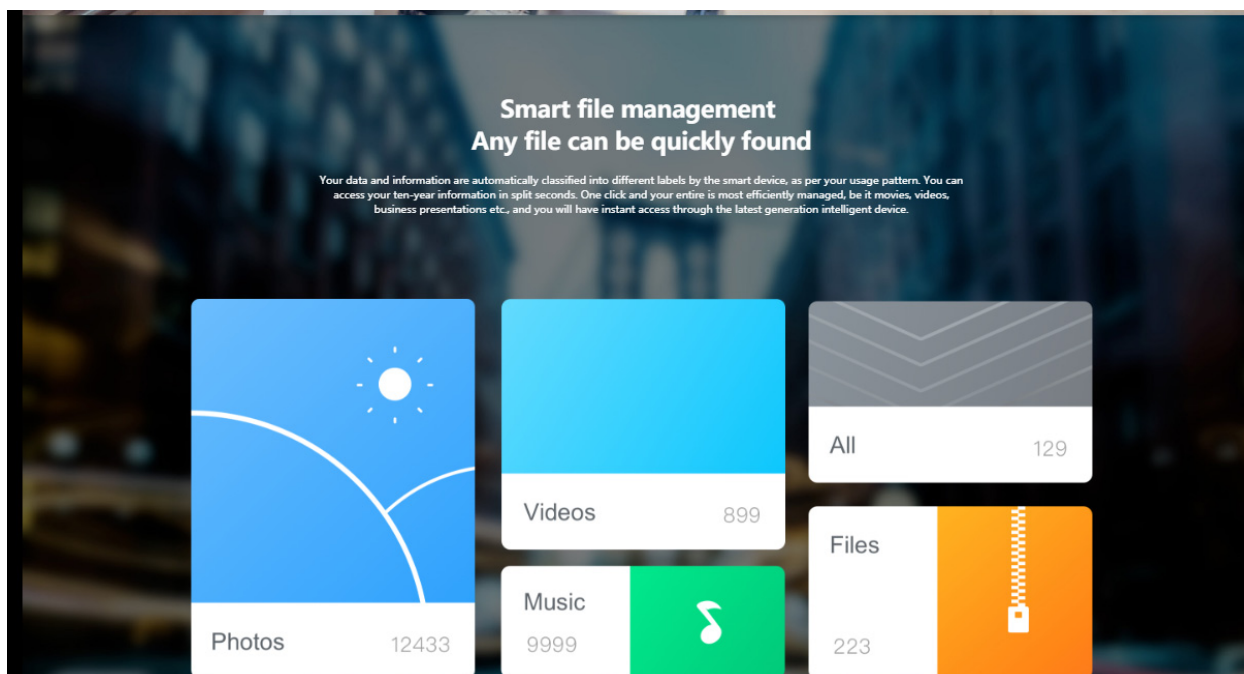 Smart file management
Any file can be quickly found
Your data and information are automatically classified into different labels by the smart device, as per your usage pattern. You can
access your ten-year information in split seconds. One click and your entire is most efficiently managed, be it movies, videos,
business presentations etc., and you will have instant access through the latest generation intelligent device.
Photos 12433
Videos 899
Music
9999
All 129
Files
223